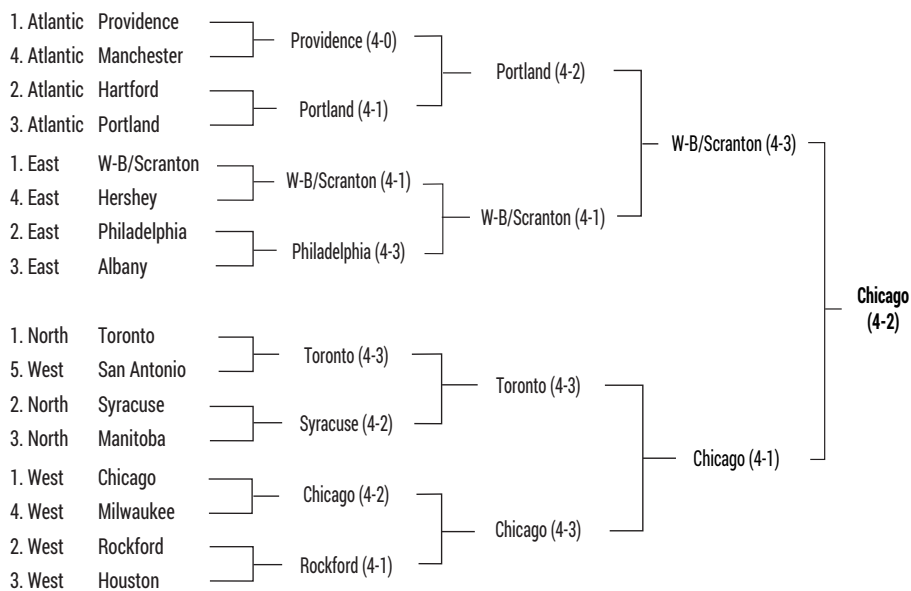 1. Atlantic Providence
4. Atlantic Manchester
2. Atlantic Hartford
3. Atlantic Portland
1. East W-B/Scranton
4. East Hershey
2. East Philadelphia
3. East Albany
1. North Toronto
5. West San Antonio
2. North Syracuse
3. North Manitoba
1. West Chicago
4. West Milwaukee
2. West Rockford
3. West Houston
Providence (4-0)
Portland (4-1)
W-B/Scranton (4-1)
Philadelphia (4-3)
Toronto (4-3)
Syracuse (4-2)
Chicago (4-2)
Rockford (4-1)
Portland (4-2)
W-B/Scranton (4-1)
Toronto (4-3)
Chicago (4-3)
W-B/Scranton (4-3)
Chicago (4-1)
Chicago
(4-2)